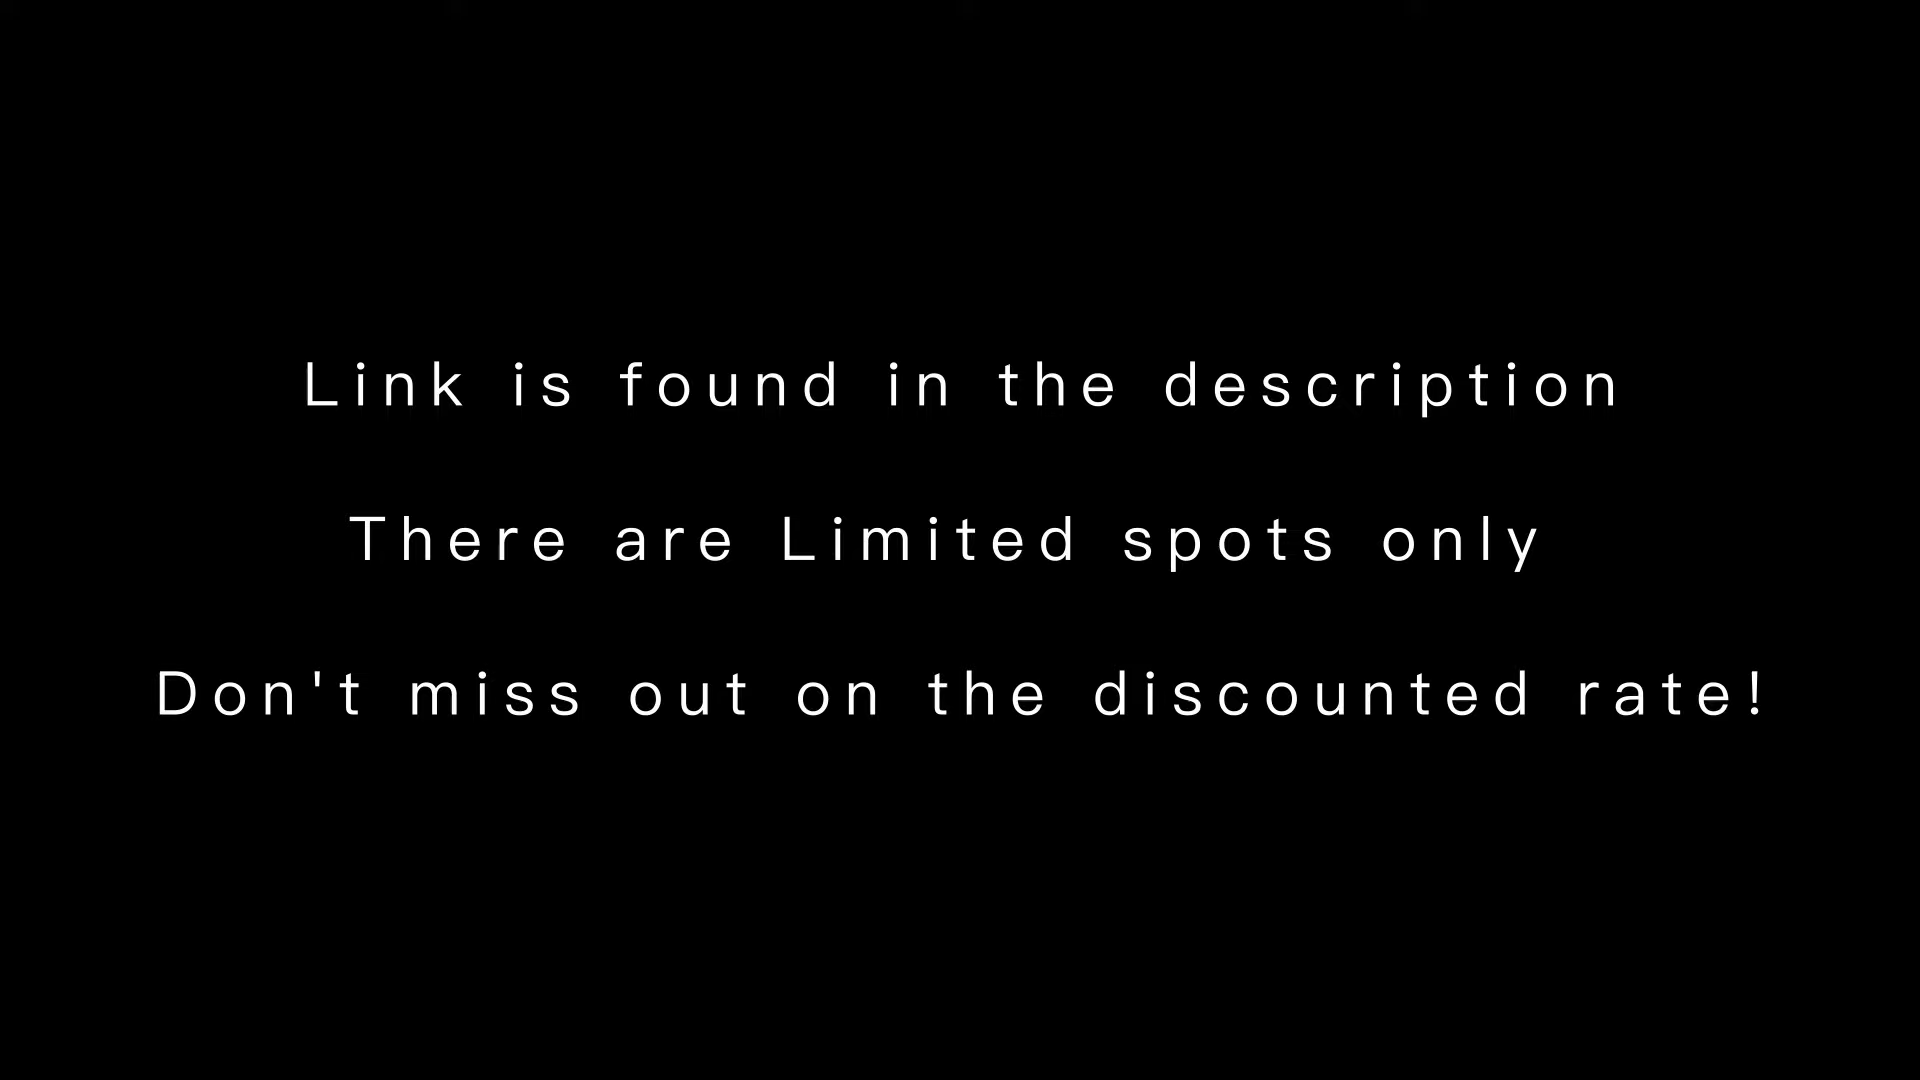 Link is found in the description
There are Limited spots only
Don't miss out on the discounted rate!